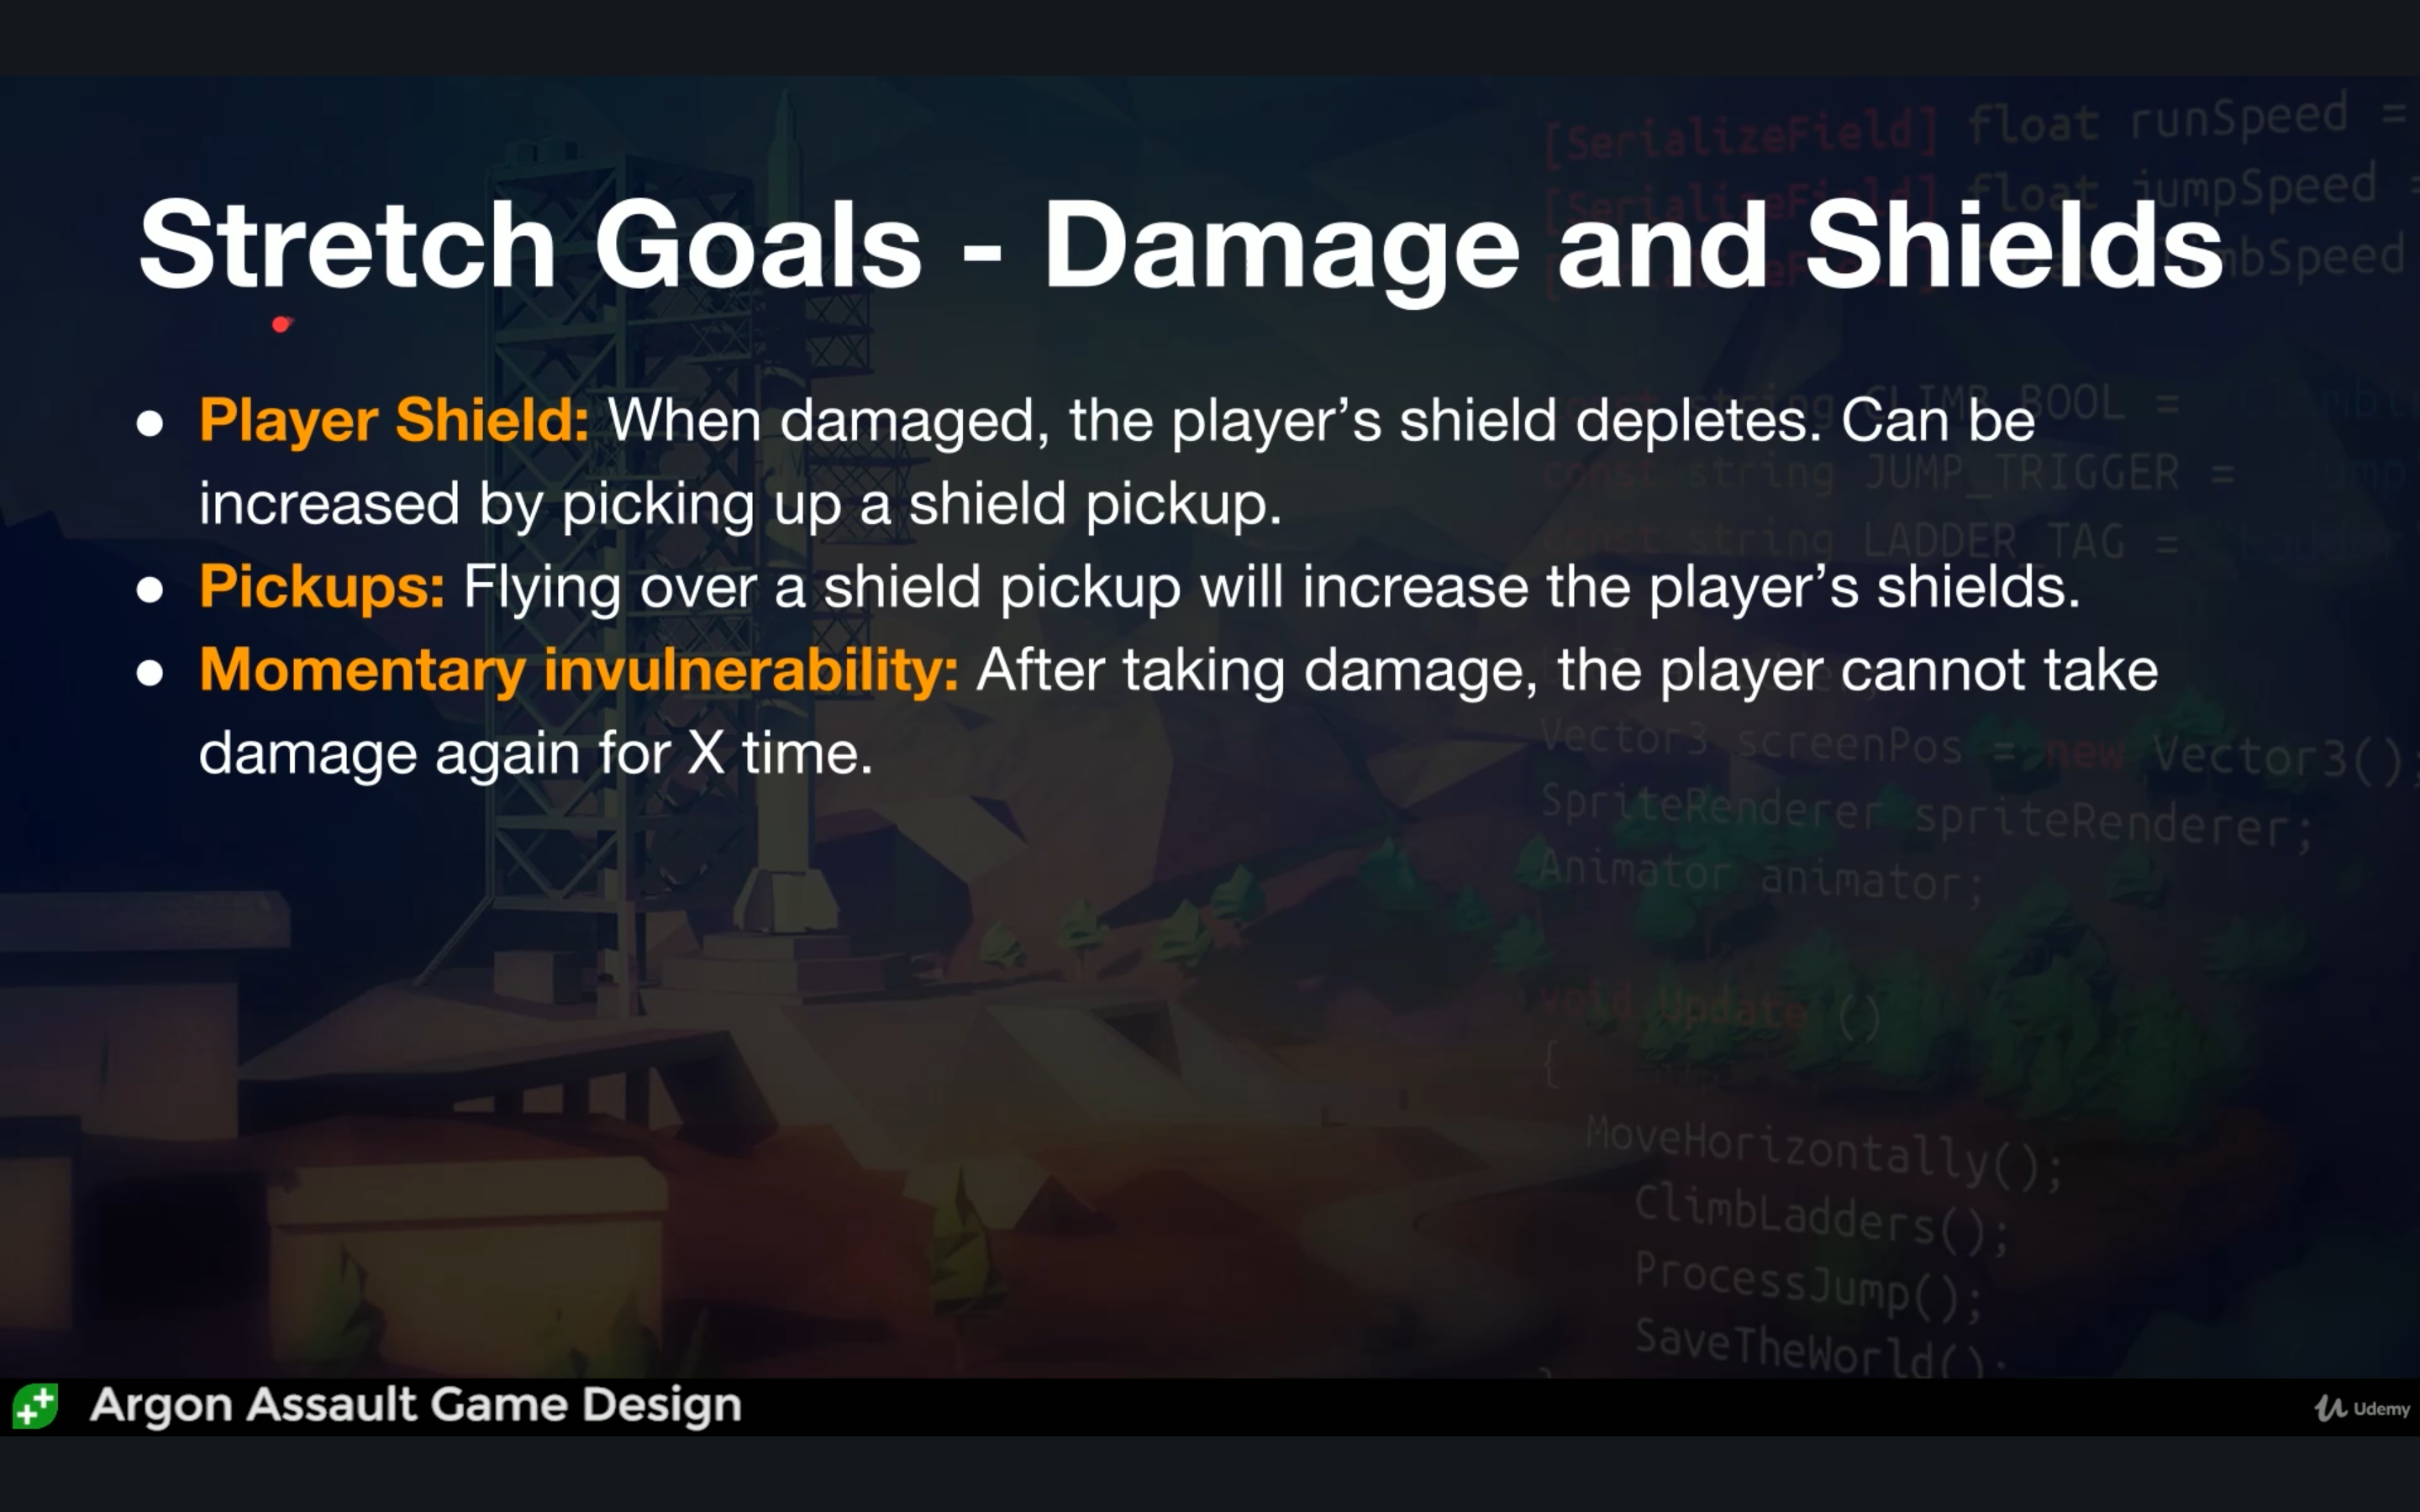 [SerializeField] float runSpeed =
[SerializeField] float jumpSpeed =
Stretch Goals - Damage and Shields
● Player Shield: When damaged, the player’s shield depletes. Can be
increased by picking up a shield pickup.
● Pickups: Flying over a shield pickup will increase the player’s shields.
● Momentary invulnerability: After taking damage, the player cannot take
damage again for X time.
const string CLIMB_BOOL =
const string JUMP_TRIGGER =
const string LADDER_TAG =
Vector3 screenPos = new Vector3();
SpriteRenderer spriteRenderer;
Animator animator;
void Update ()
{
MoveHorizontally();
ClimbLadders();
ProcessJump();
SaveTheWorld();
Argon Assault Game Design
Udemy